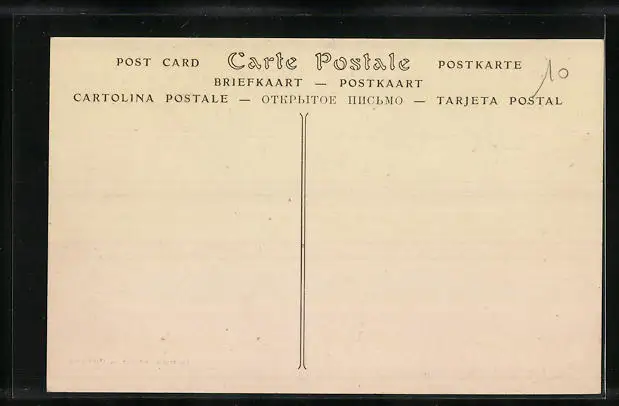 POST CARD Carte Postale POSTKARTE
10
BRIEFKAART — POSTKAART
CARTOLINA POSTALE — ОТКРЫТОЕ ПИСЬМО — TARJETA POSTAL